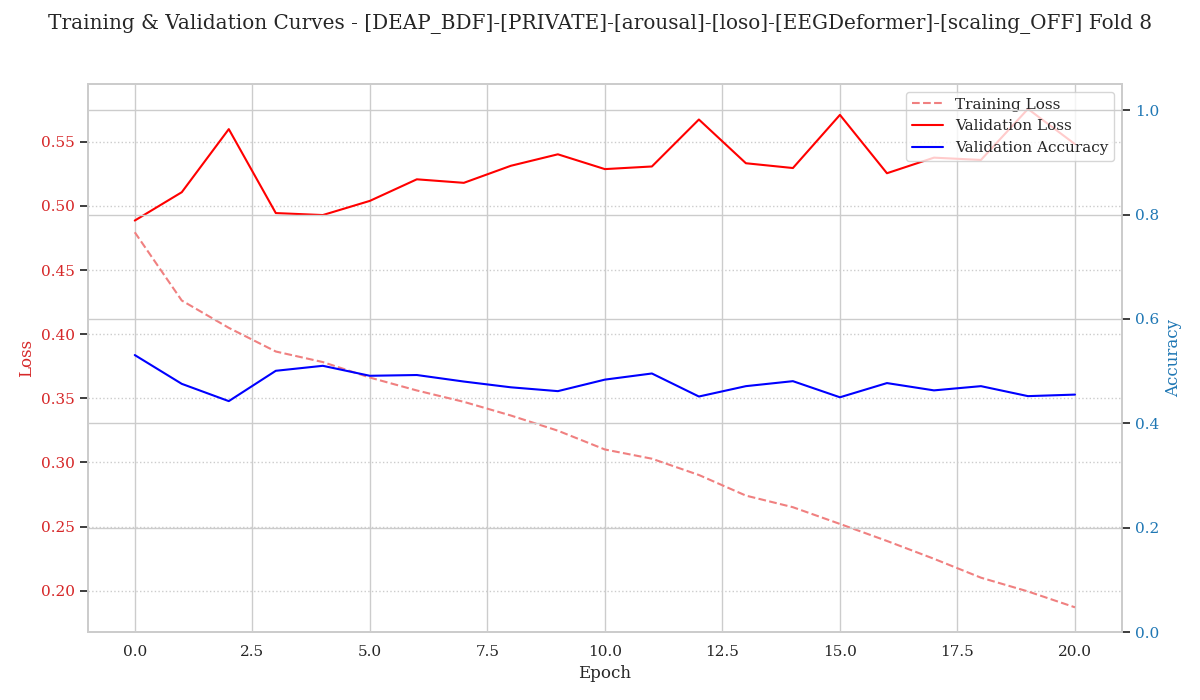 Training & Validation Curves - [DEAP_BDF]-[PRIVATE]-[arousal]-[loso]-[EEGDeformer]-[scaling_OFF] Fold 8
Training Loss
Validation Loss
Validation Accuracy
Loss
0.55
0.50
0.45
0.40
0.35
0.30
0.25
0.20
1.0
0.8
0.6
0.4
0.2
0.0
Accuracy
0.0 2.5 5.0 7.5 10.0 12.5 15.0 17.5 20.0
Epoch